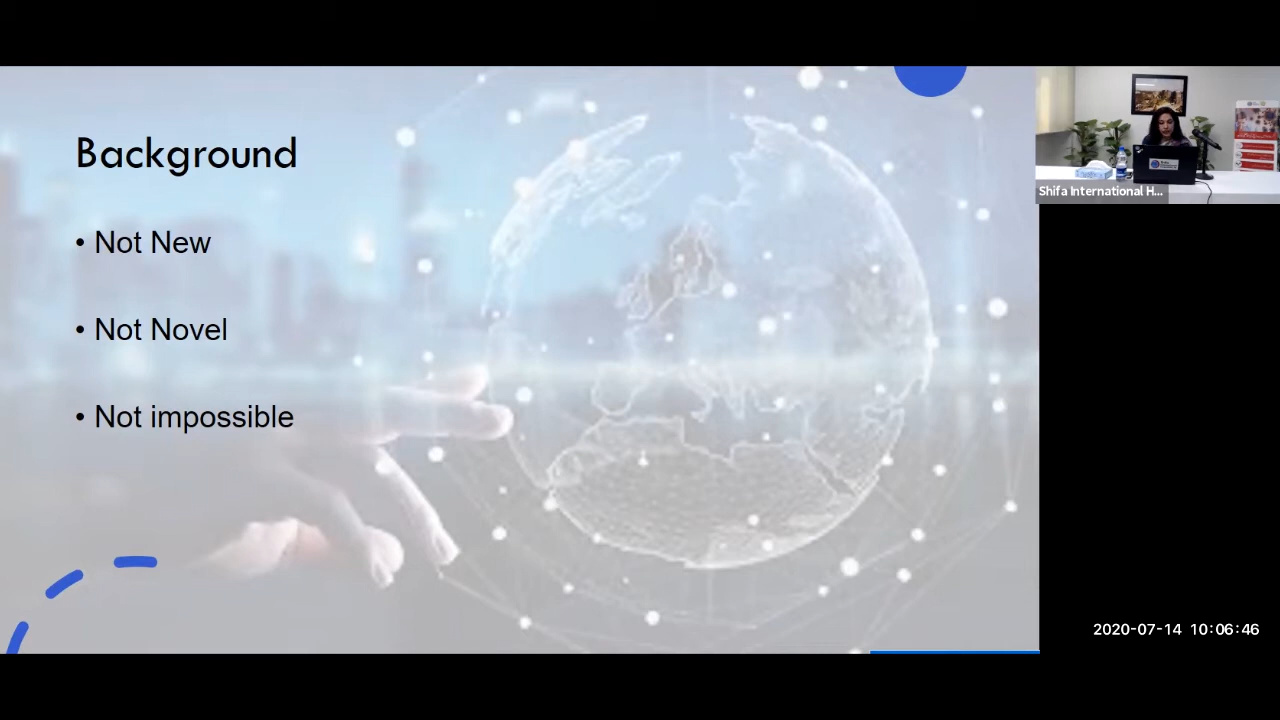 Background
• Not New
• Not Novel
• Not impossible
Shifa International H...
2020-07-14 10:06:46